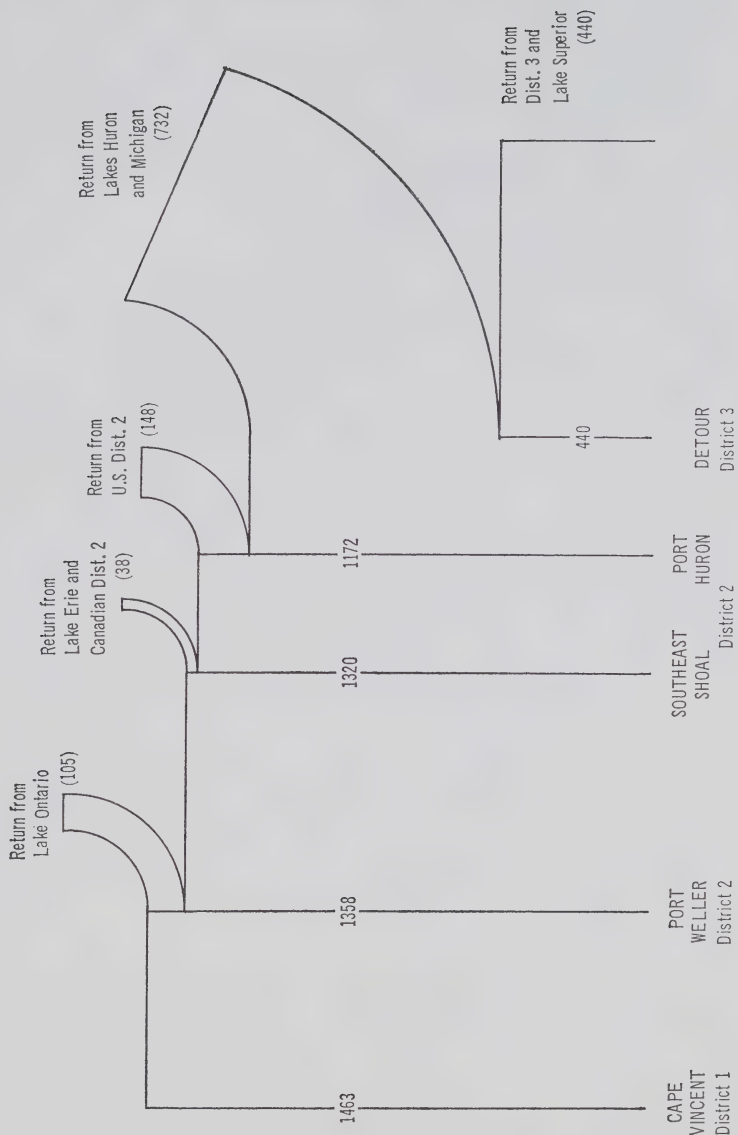 Return from
Lake Ontario
(105)
Return from
Lake Erie and
Canadian Dist. 2
(38)
Return from
U.S. Dist. 2
(148)
Return from
Lakes Huron
and Michigan
(732)
Return from
Dist. 3 and
Lake Superior
(440)
1463
1358
1320
1172
440
CAPE
VINCENT
District 1
PORT
WELLER
District 2
SOUTHEAST
SHOAL
District 2
PORT
HURON
DETOUR
District 3